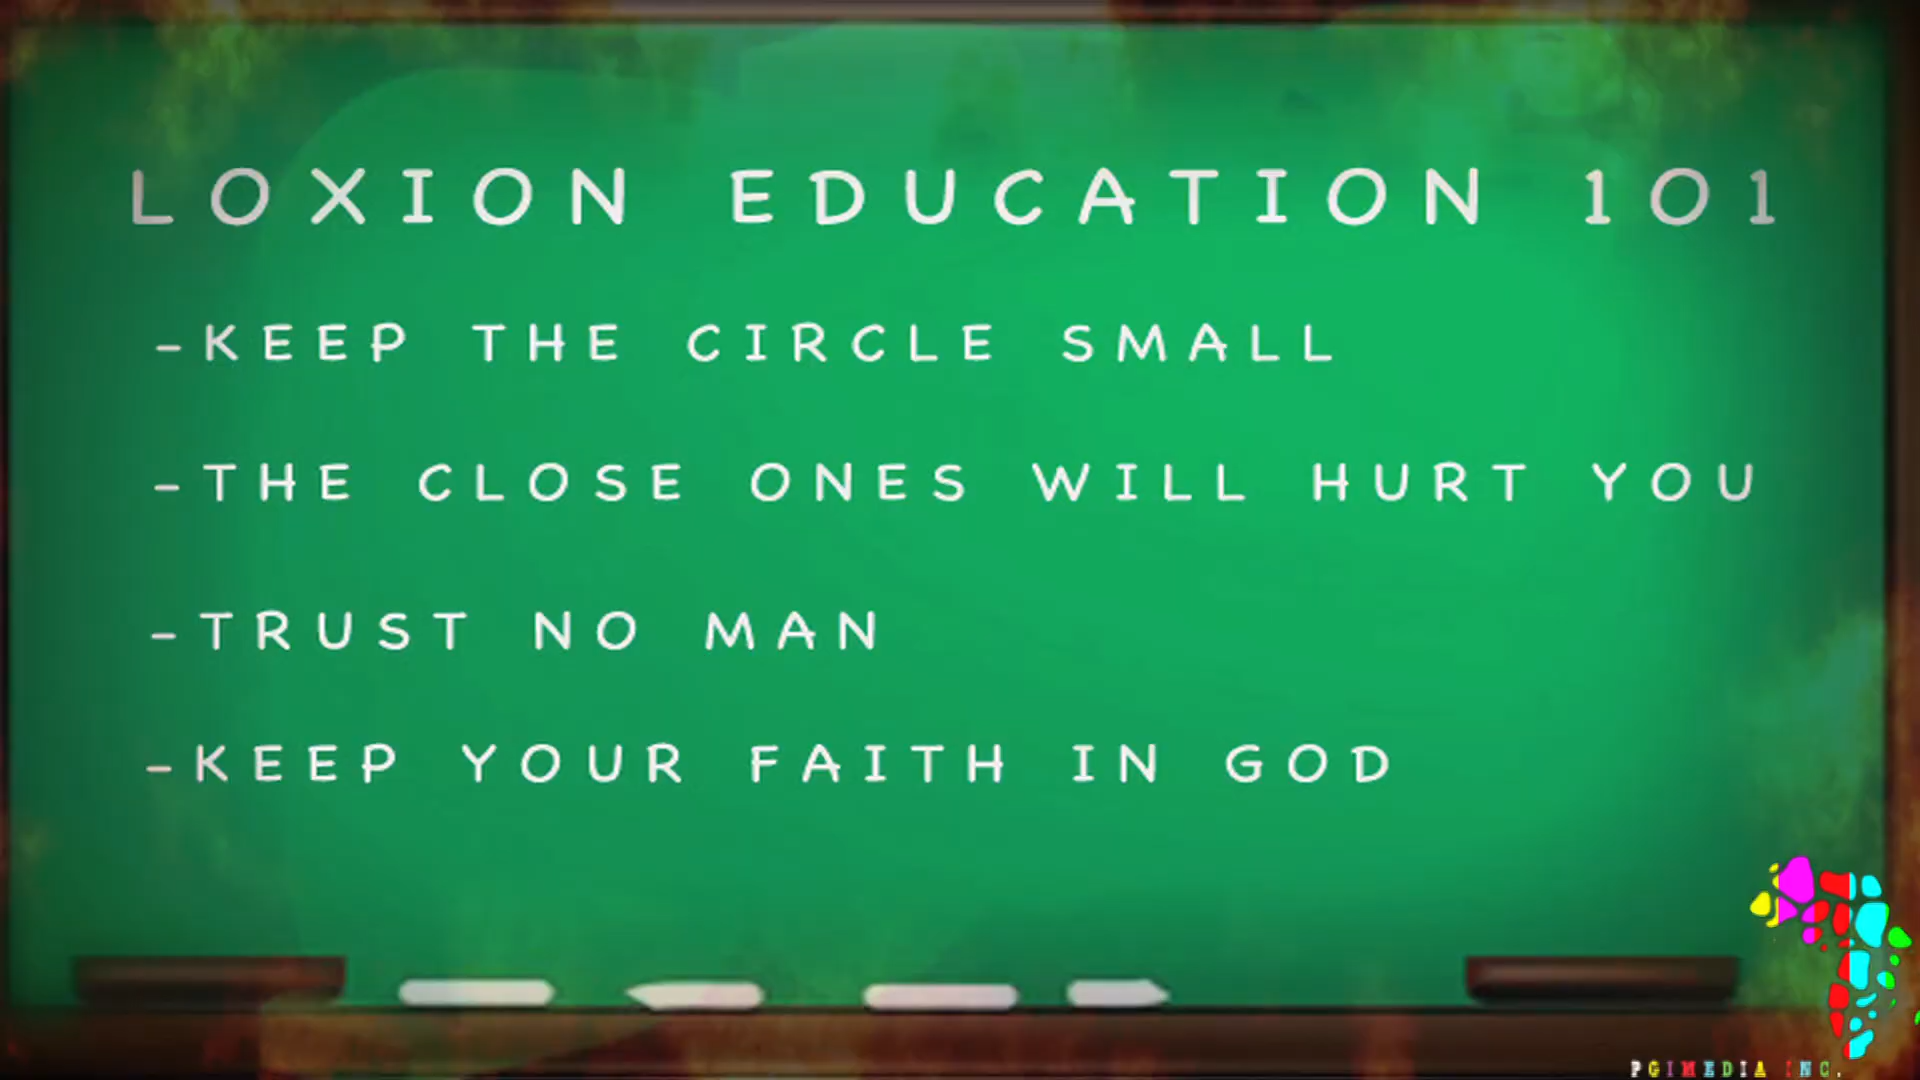 LOXION EDUCATION 101
-KEEP THE CIRCLE SMALL
-THE CLOSE ONES WILL HURT YOU
-TRUST NO MAN
-KEEP YOUR FAITH IN GOD
PGIMEDIA INC.